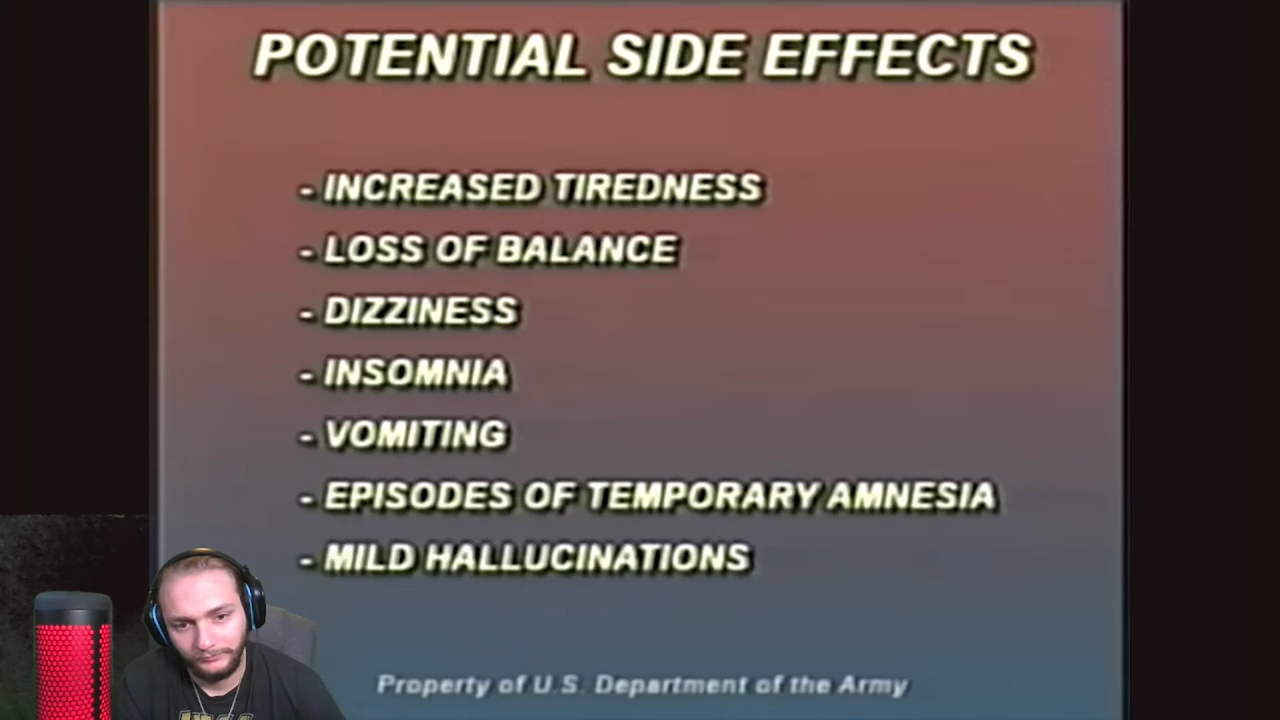 POTENTIAL SIDE EFFECTS
- INCREASED TIREDNESS
- LOSS OF BALANCE
- DIZZINESS
- INSOMNIA
- VOMITING
- EPISODES OF TEMPORARY AMNESIA
- MILD HALLUCINATIONS
Property of U.S. Department of the Army